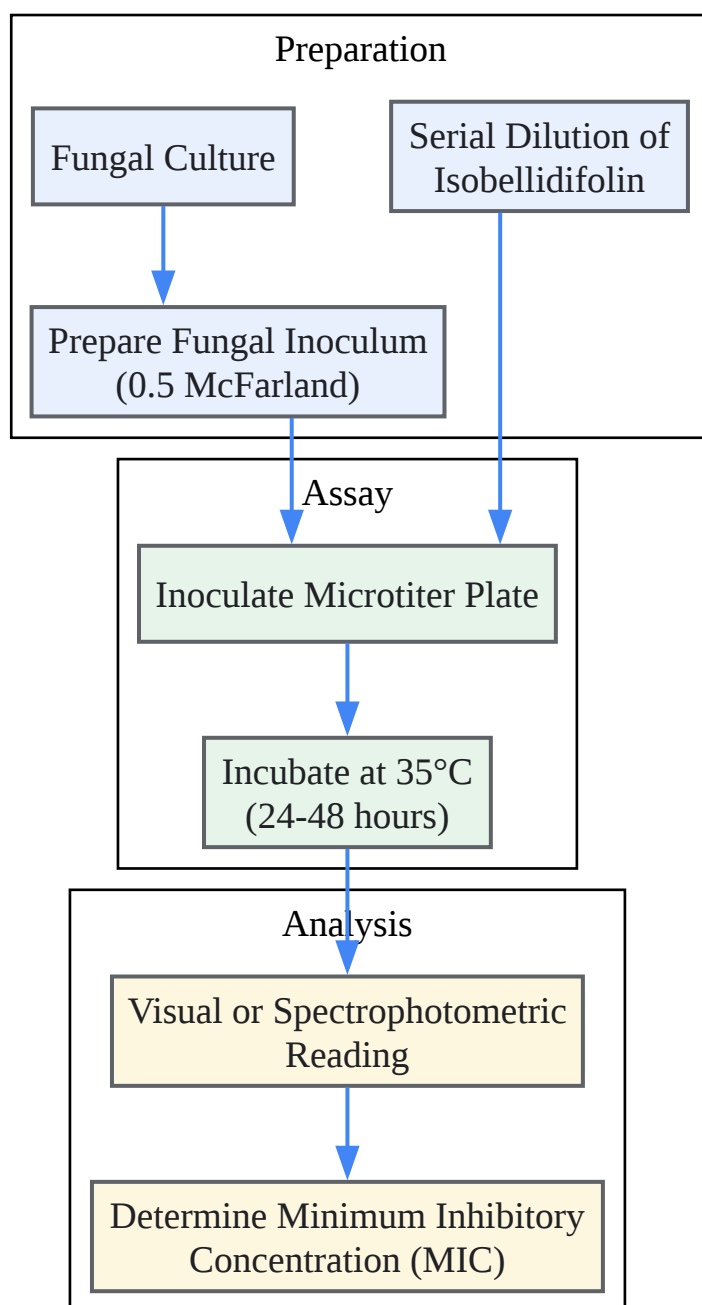 Preparation
Fungal Culture
Serial Dilution of
Isobellidifolin
Prepare Fungal Inoculum
(0.5 McFarland)
Assay
Inoculate Microtiter Plate
Incubate at 35°C
(24-48 hours)
Analysis
Visual or Spectrophotometric
Reading
Determine Minimum Inhibitory
Concentration (MIC)